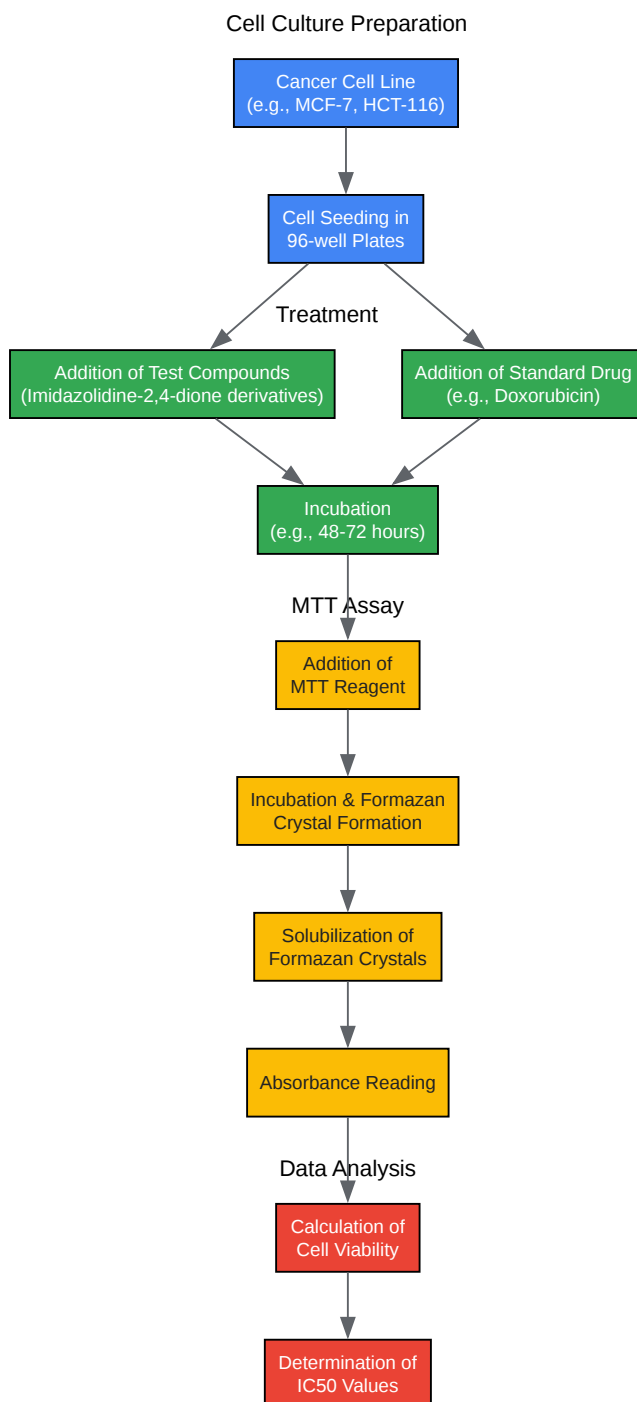 Cell Culture Preparation
Cancer Cell Line
(e.g., MCF-7, HCT-116)
Cell Seeding in
96-well Plates
Treatment
Addition of Test Compounds
(Imidazolidine-2,4-dione derivatives)
Addition of Standard Drug
(e.g., Doxorubicin)
Incubation
(e.g., 48-72 hours)
MTT Assay
Addition of
MTT Reagent
Incubation & Formazan
Crystal Formation
Solubilization of
Formazan Crystals
Absorbance Reading
Data Analysis
Calculation of
Cell Viability
Determination of
IC50 Values